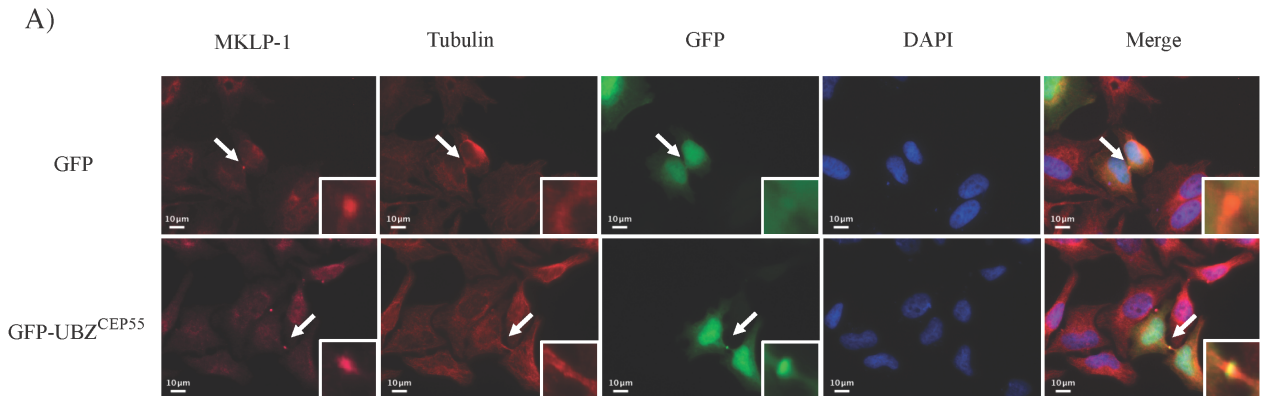 A)
MKLP-1 Tubulin GFP DAPI Merge
GFP
10μm 10μm 10μm 10μm 10μm
GFP-UBZ^CEP55
10μm 10μm 10μm 10μm 10μm